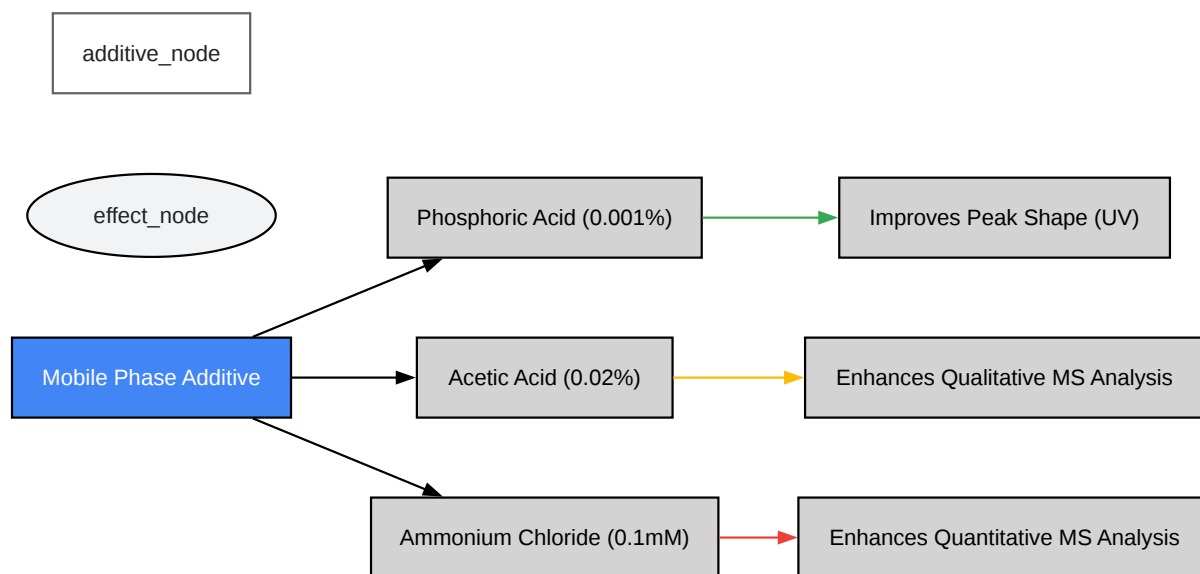 additive_node
effect_node
Phosphoric Acid (0.001%)
Improves Peak Shape (UV)
Mobile Phase Additive
Acetic Acid (0.02%)
Enhances Qualitative MS Analysis
Ammonium Chloride (0.1mM)
Enhances Quantitative MS Analysis